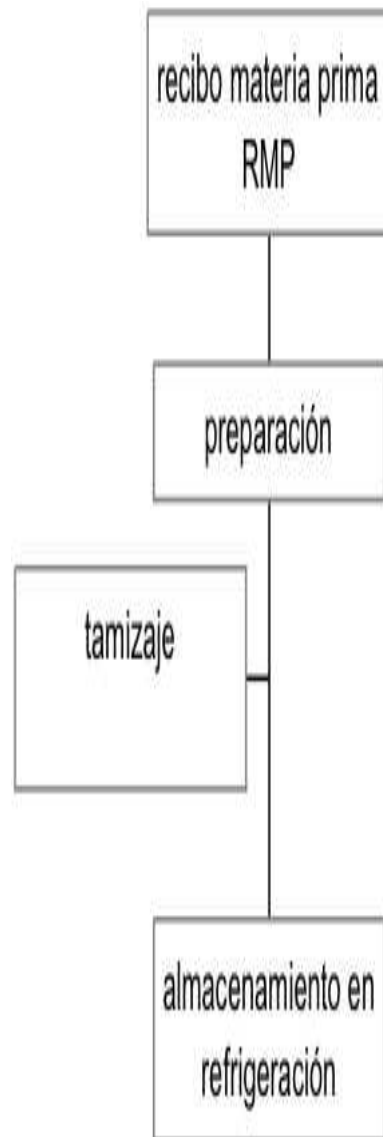 recibo materia prima
RMP
preparación
tamizaje
almacenamiento en
refrigeración